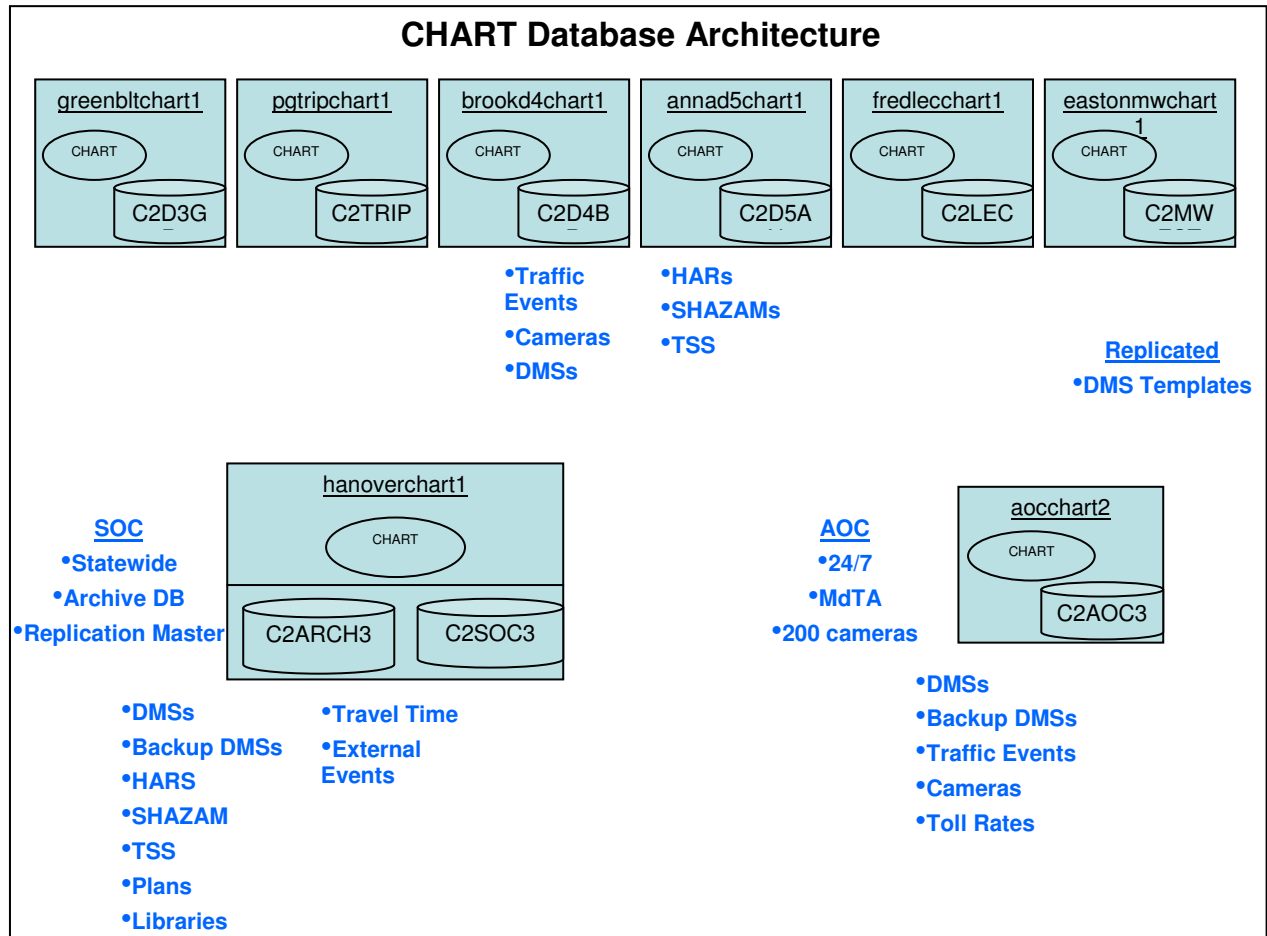 CHART Database Architecture
greenbltchart1
CHART
C2D3G
pgtripchart1
CHART
C2TRIP
brookd4chart1
CHART
C2D4B
annad5chart1
CHART
C2D5A
fredlecchart1
CHART
C2LEC
eastonmwchart
1
CHART
C2MW
•Traffic
Events
•Cameras
•DMSs
•HARs
•SHAZAMs
•TSS
Replicated
•DMS Templates
SOC
•Statewide
•Archive DB
•Replication Master
hanoverchart1
CHART
C2ARCH3
C2SOC3
•DMSs
•Backup DMSs
•HARS
•SHAZAM
•TSS
•Plans
•Libraries
•Travel Time
•External
Events
AOC
•24/7
•MdTA
•200 cameras
aocchart2
CHART
C2AOC3
•DMSs
•Backup DMSs
•Traffic Events
•Cameras
•Toll Rates